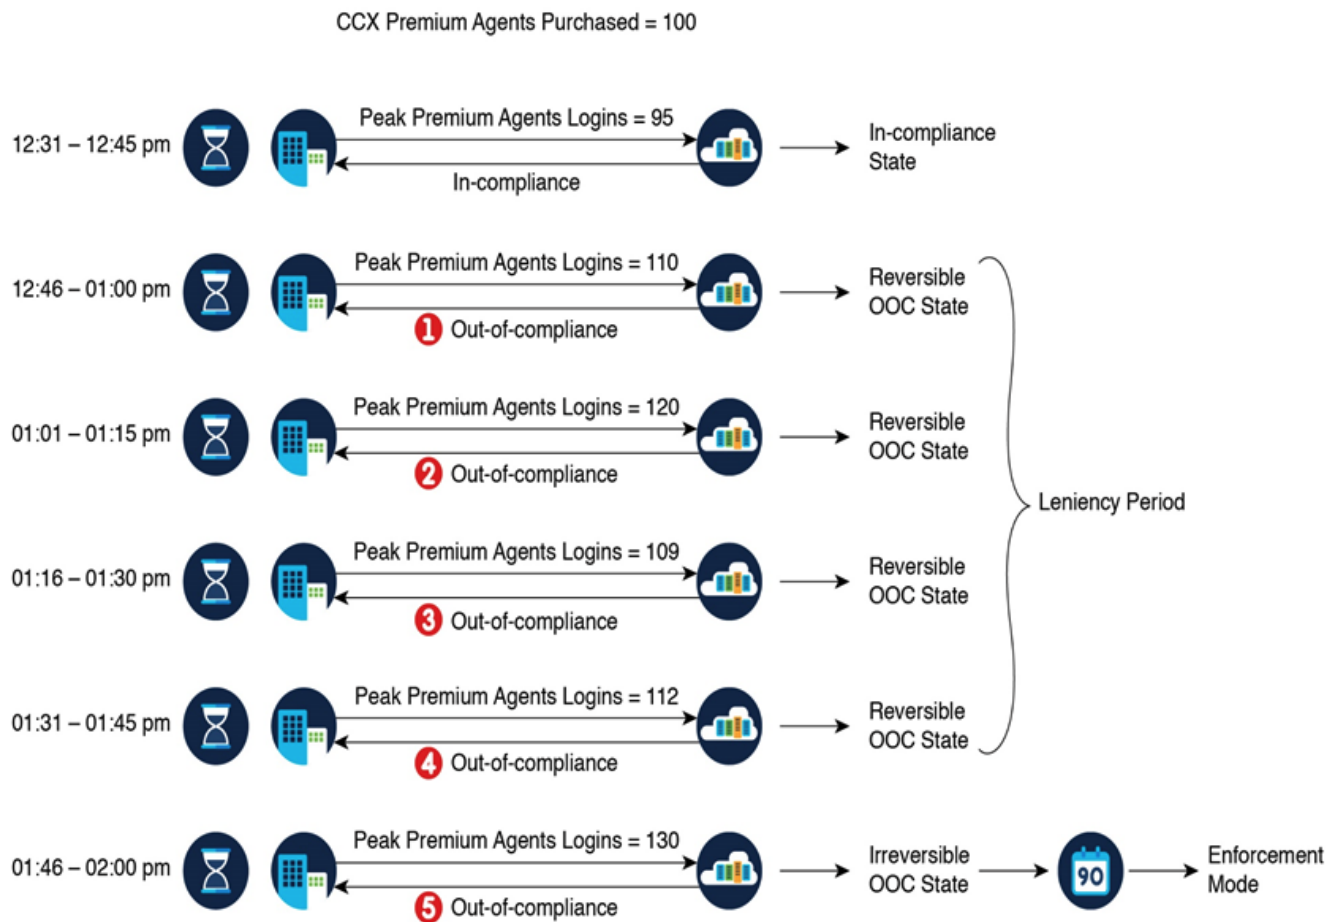 CCX Premium Agents Purchased = 100
12:31 – 12:45 pm
Peak Premium Agents Logins = 95
In-compliance
In-compliance
State
12:46 – 01:00 pm
Peak Premium Agents Logins = 110
1 Out-of-compliance
Reversible
OOC State
01:01 – 01:15 pm
Peak Premium Agents Logins = 120
2 Out-of-compliance
Reversible
OOC State
Leniency Period
01:16 – 01:30 pm
Peak Premium Agents Logins = 109
3 Out-of-compliance
Reversible
OOC State
01:31 – 01:45 pm
Peak Premium Agents Logins = 112
4 Out-of-compliance
Reversible
OOC State
01:46 – 02:00 pm
Peak Premium Agents Logins = 130
5 Out-of-compliance
Irreversible
OOC State
90
Enforcement
Mode